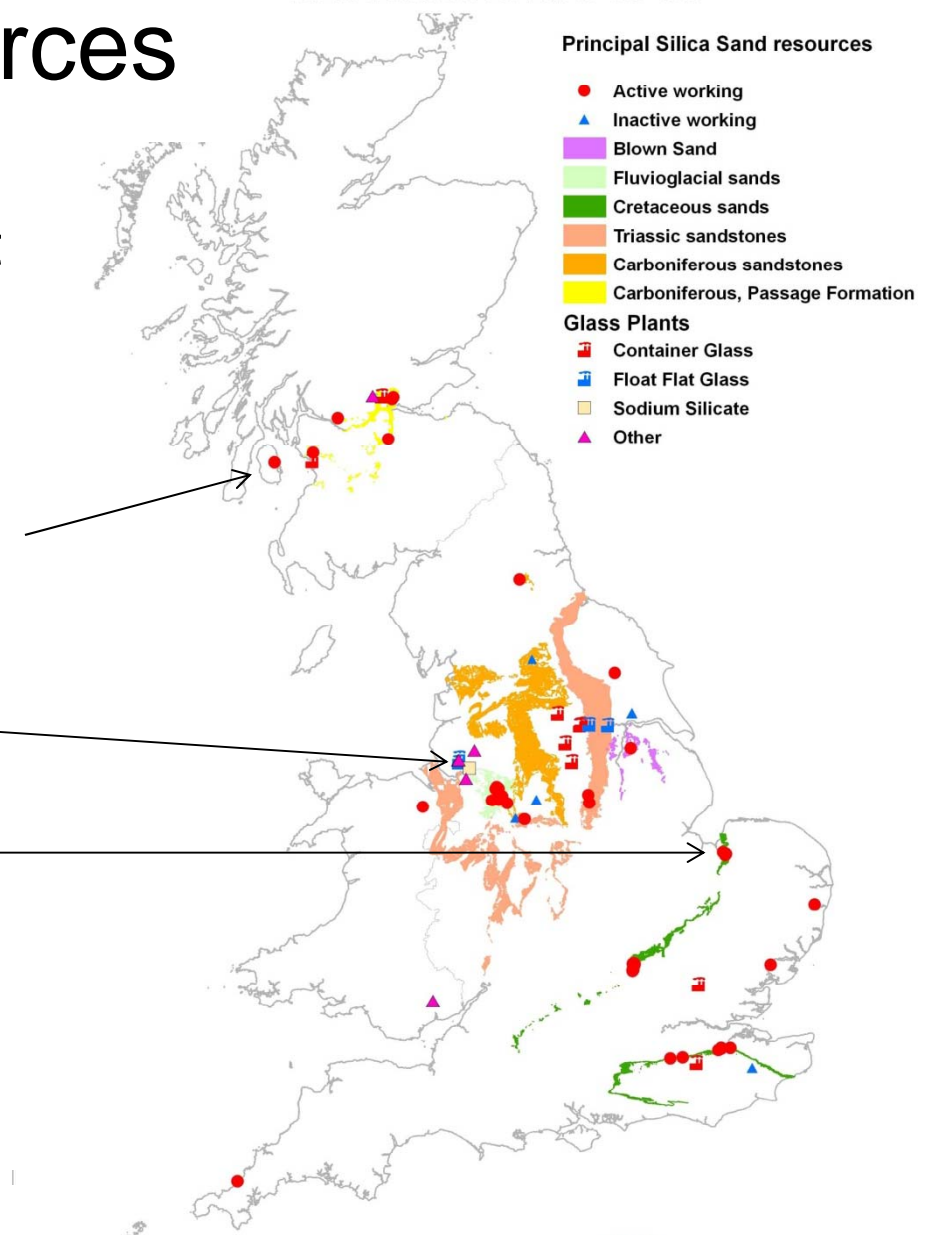 rces
Principal Silica Sand resources
Active working
Inactive working
Blown Sand
Fluvioglacial sands
Cretaceous sands
Triassic sandstones
Carboniferous sandstones
Carboniferous, Passage Formation
Glass Plants
Container Glass
Float Flat Glass
Sodium Silicate
Other